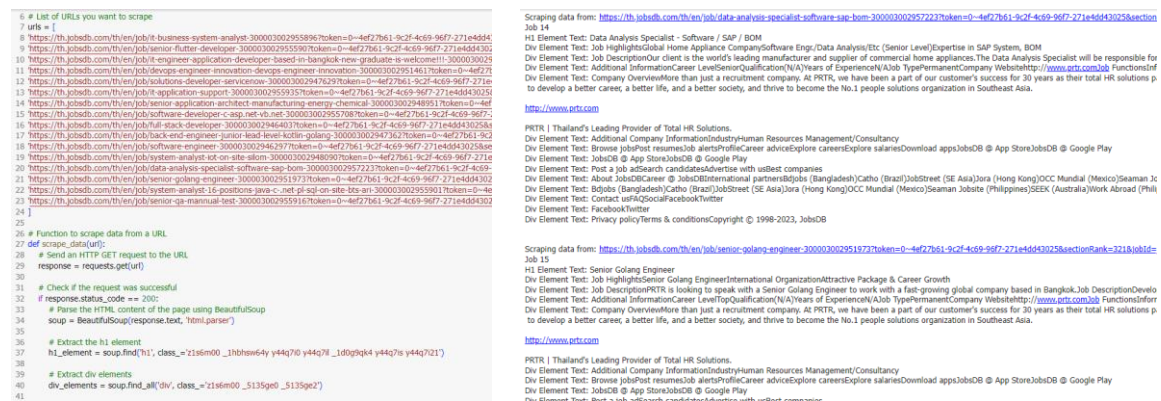 6 # List of URLs you want to scrape
7 urls = [
8 'https://th.jobsdb.com/th/en/job/it-business-system-analyst-300003002955896?token=0~4ef27b61-9c2f-4c69-96f7-271e4dd4
9 'https://th.jobsdb.com/th/en/job/senior-flutter-developer-300003002955590?token=0~4ef27b61-9c2f-4c69-96f7-271e4dd4302
10 'https://th.jobsdb.com/th/en/job/it-engineer-application-developer-based-in-bangkok-new-graduate-is-welcome!!!-3000030029
11 'https://th.jobsdb.com/th/en/job/devops-engineer-innovation-devops-engineer-innovation-300003002951461?token=0~4ef27b
12 'https://th.jobsdb.com/th/en/job/solutions-developer-servicenow-300003002947629?token=0~4ef27b61-9c2f-4c69-96f7-271e
13 'https://th.jobsdb.com/th/en/job/it-application-support-300003002955935?token=0~4ef27b61-9c2f-4c69-96f7-271e4dd43025&
14 'https://th.jobsdb.com/th/en/job/senior-application-architect-manufacturing-energy-chemical-300003002948951?token=0~4ef
15 'https://th.jobsdb.com/th/en/job/software-developer-c-asp.net-vb.net-300003002955708?token=0~4ef27b61-9c2f-4c69-96f7
16 'https://th.jobsdb.com/th/en/job/full-stack-developer-300003002946403?token=0~4ef27b61-9c2f-4c69-96f7-271e4dd43025&s
17 'https://th.jobsdb.com/th/en/job/back-end-engineer-junior-lead-level-kotlin-golang-300003002947362?token=0~4ef27b61-9c2
18 'https://th.jobsdb.com/th/en/job/software-engineer-300003002946297?token=0~4ef27b61-9c2f-4c69-96f7-271e4dd43025&se
19 'https://th.jobsdb.com/th/en/job/system-analyst-iot-on-site-silom-300003002948090?token=0~4ef27b61-9c2f-4c69-96f7-271e
20 'https://th.jobsdb.com/th/en/job/data-analysis-specialist-software-sap-bom-300003002957223?token=0~4ef27b61-9c2f-4c69-
21 'https://th.jobsdb.com/th/en/job/senior-golang-engineer-300003002951973?token=0~4ef27b61-9c2f-4c69-96f7-271e4dd43025
22 'https://th.jobsdb.com/th/en/job/system-analyst-16-positions-java-c-.net-pl-sql-on-site-bts-ari-300003002955901?token=0~4e
23 'https://th.jobsdb.com/th/en/job/senior-qa-mannual-test-300003002955916?token=0~4ef27b61-9c2f-4c69-96f7-271e4dd4302
24 ]
26 # Function to scrape data from a URL
27 def scrape_data(url):
28 # Send an HTTP GET request to the URL
29 response = requests.get(url)
30
31 # Check if the request was successful
32 if response.status_code == 200:
33 # Parse the HTML content of the page using BeautifulSoup
34 soup = BeautifulSoup(response.text, 'html.parser')
35
36 # Extract the h1 element
37 h1_element = soup.find('h1', class_='z1s6m00 _1hbhsw64y y44q7i0 y44q7il _1d0g9qk4 y44q7is y44q7i21')
38
39 # Extract div elements
40 div_elements = soup.find_all('div', class_='z1s6m00 _5135ge0 _5135ge2')
41
Scraping data from: https://th.jobsdb.com/th/en/job/data-analysis-specialist-software-sap-bom-300003002957223?token=0~4ef27b61-9c2f-4c69-96f7-271e4dd43025&section
Job 14
H1 Element Text: Data Analysis Specialist - Software / SAP / BOM
Div Element Text: Job HighlightsGlobal Home Appliance CompanySoftware Engr/Data Analysis/Etc (Senior Level)Expertise in SAP System, BOM
Div Element Text: Job DescriptionOur client is the world's leading manufacturer and supplier of commercial home appliances.The Data Analysis Specialist will be responsible for
Div Element Text: Additional InformationCareer LevelSeniorQualification(N/A)Years of ExperienceN/AJob TypePermanentCompany Websitehttp://www.prtr.comJob FunctionsInf
Div Element Text: Company OverviewMore than just a recruitment company. At PRTR, we have been a part of our customer's success for 30 years as their total HR solutions pa
to develop a better career, a better life, and a better society, and thrive to become the No.1 people solutions organization in Southeast Asia.
http://www.prtr.com
PRTR | Thailand's Leading Provider of Total HR Solutions.
Div Element Text: Additional Company InformationIndustryHuman Resources Management/Consultancy
Div Element Text: Browse jobsPost resumesJob alertsProfileCareer adviceExplore careersExplore salariesDownload appsJobsDB @ App StoreJobsDB @ Google Play
Div Element Text: JobsDB @ App StoreJobsDB @ Google Play
Div Element Text: Post a job adSearch candidatesAdvertise with usBest companies
Div Element Text: About JobsDBCareer @ JobsDBInternational partnersBdjobs (Bangladesh)Catho (Brazil)JobStreet (SE Asia)Jora (Hong Kong)OCC Mundial (Mexico)Seaman Jo
Div Element Text: Bdjobs (Bangladesh)Catho (Brazil)JobStreet (SE Asia)Jora (Hong Kong)OCC Mundial (Mexico)Seaman Jobsite (Philippines)SEEK (Australia)Work Abroad (Phili
Div Element Text: Contact usFAQSocialFacebookTwitter
Div Element Text: FacebookTwitter
Div Element Text: Privacy policyTerms & conditionsCopyright © 1998-2023, JobsDB
Scraping data from: https://th.jobsdb.com/th/en/job/senior-golang-engineer-300003002951973?token=0~4ef27b61-9c2f-4c69-96f7-271e4dd43025&sectionRank=321&jobId=
Job 15
H1 Element Text: Senior Golang Engineer
Div Element Text: Job HighlightsSenior Golang EngineerInternational OrganizationAttractive Package & Career Growth
Div Element Text: Job DescriptionPRTR is looking to speak with a Senior Golang Engineer to work with a fast-growing global company based in Bangkok.Job DescriptionDevelo
Div Element Text: Additional InformationCareer LevelTopQualification(N/A)Years of ExperienceN/AJob TypePermanentCompany Websitehttp://www.prtr.comJob FunctionsInform
Div Element Text: Company OverviewMore than just a recruitment company. At PRTR, we have been a part of our customer's success for 30 years as their total HR solutions pa
to develop a better career, a better life, and a better society, and thrive to become the No.1 people solutions organization in Southeast Asia.
http://www.prtr.com
PRTR | Thailand's Leading Provider of Total HR Solutions.
Div Element Text: Additional Company InformationIndustryHuman Resources Management/Consultancy
Div Element Text: Browse jobsPost resumesJob alertsProfileCareer adviceExplore careersExplore salariesDownload appsJobsDB @ App StoreJobsDB @ Google Play
Div Element Text: JobsDB @ App StoreJobsDB @ Google Play
Div Element Text: Post a job adSearch candidatesAdvertise with usBest companies